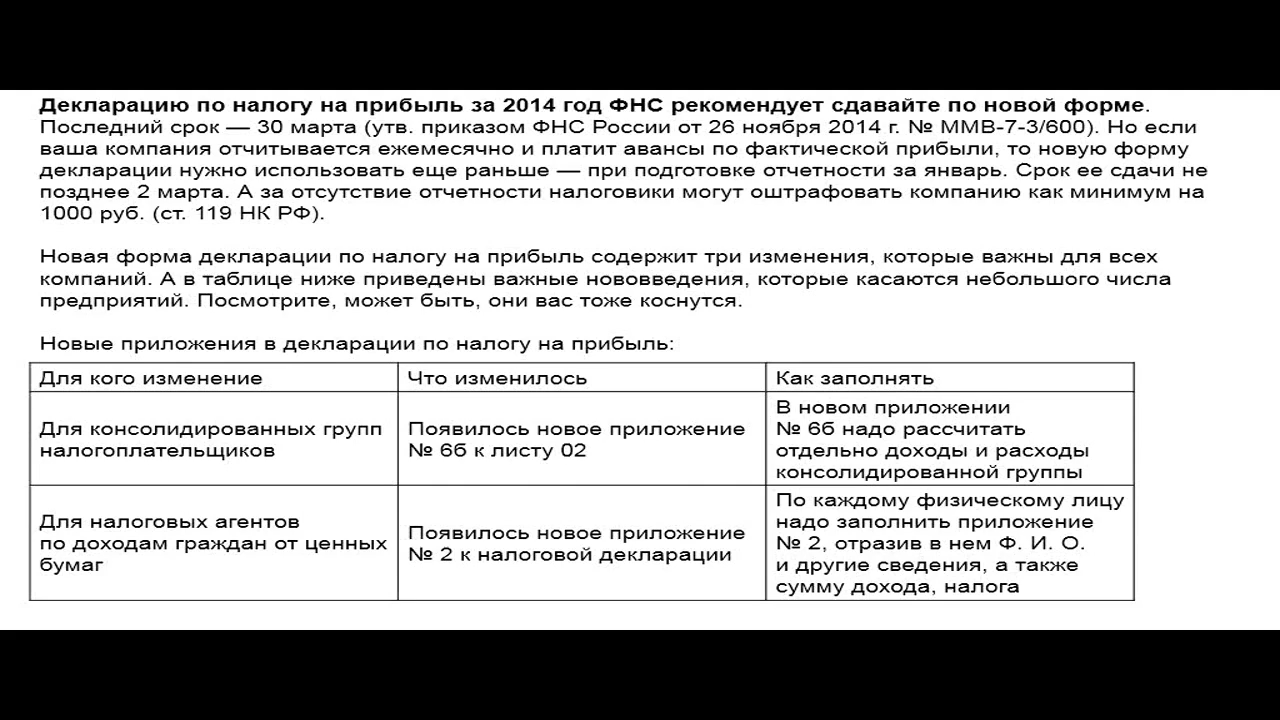 Декларацию по налогу на прибыль за 2014 год ФНС рекомендует сдавайте по новой форме.
Последний срок — 30 марта (утв. приказом ФНС России от 26 ноября 2014 г. № ММВ-7-3/600). Но если
ваша компания отчитывается ежемесячно и платит авансы по фактической прибыли, то новую форму
декларации нужно использовать еще раньше — при подготовке отчетности за январь. Срок ее сдачи не
позднее 2 марта. А за отсутствие отчетности налоговики могут оштрафовать компанию как минимум на
1000 руб. (ст. 119 НК РФ).
Новая форма декларации по налогу на прибыль содержит три изменения, которые важны для всех
компаний. А в таблице ниже приведены важные нововведения, которые касаются небольшого числа
предприятий. Посмотрите, может быть, они вас тоже коснутся.
Новые приложения в декларации по налогу на прибыль:
Для кого изменение
Что изменилось
Как заполнять
Для консолидированных групп
налогоплательщиков
Появилось новое приложение
№ 6б к листу 02
В новом приложении
№ 6б надо рассчитать
отдельно доходы и расходы
консолидированной группы
Для налоговых агентов
по доходам граждан от ценных
бумаг
Появилось новое приложение
№ 2 к налоговой декларации
По каждому физическому лицу
надо заполнить приложение
№ 2, отразив в нем Ф. И. О.
и другие сведения, а также
сумму дохода, налога